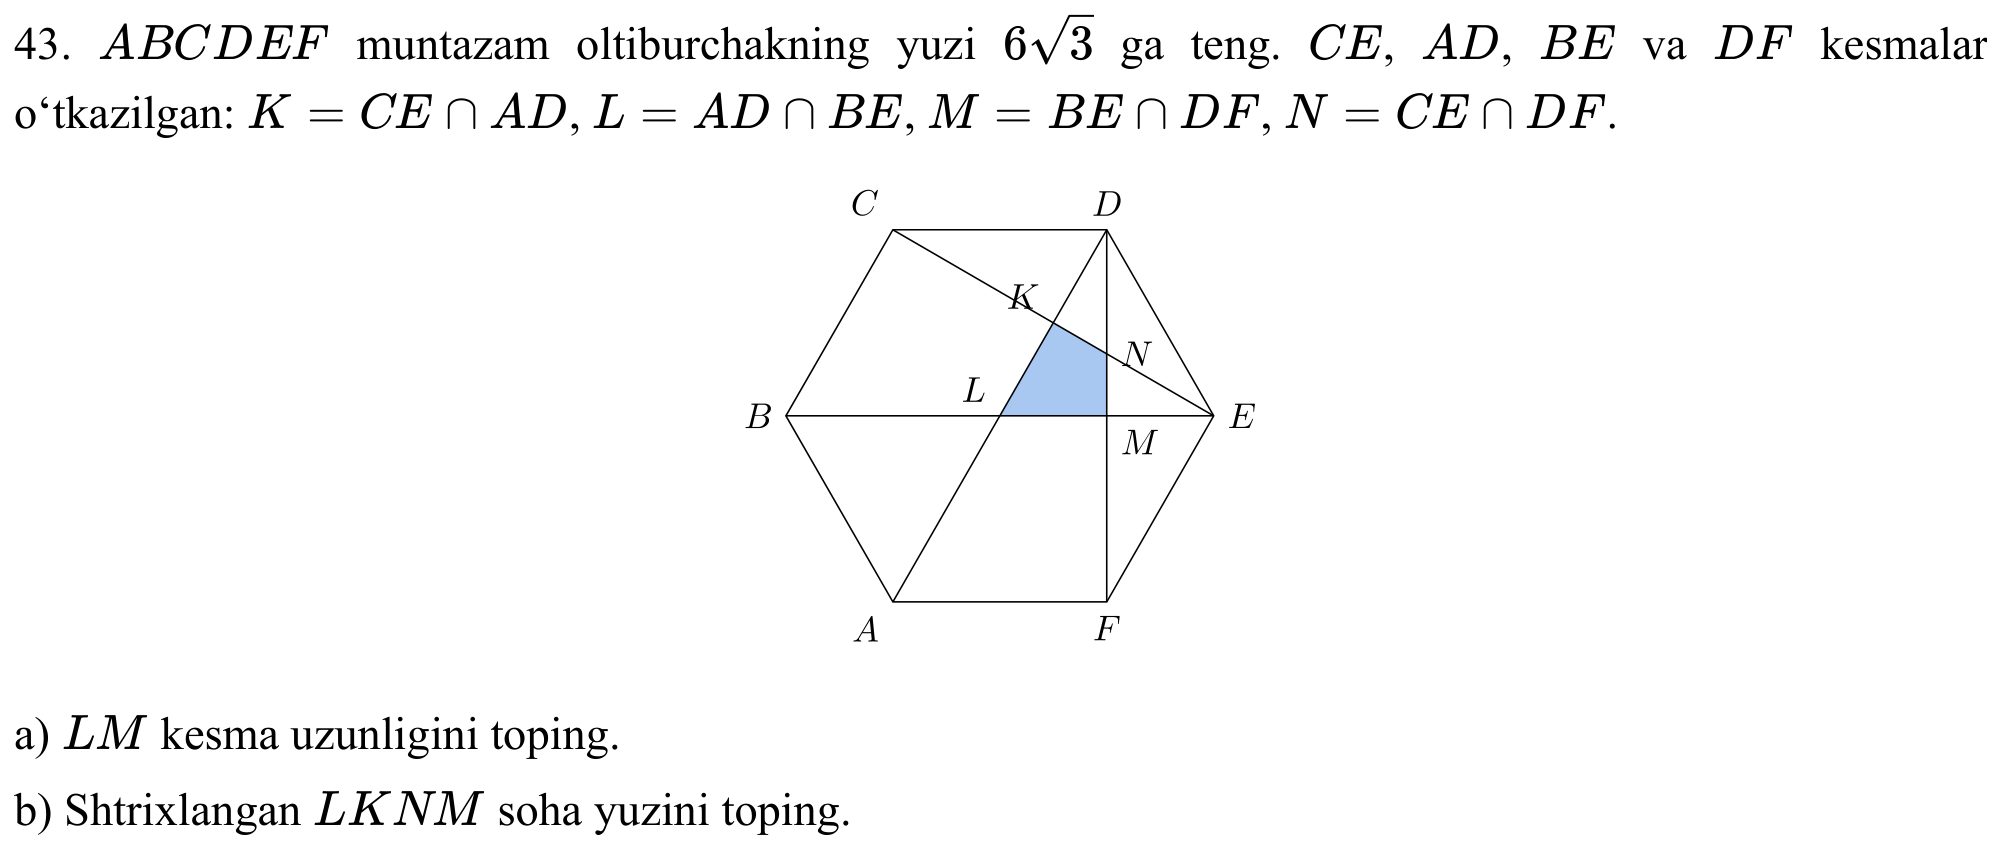 43. ABCDEF muntazam oltiburchakning yuzi 6√3 ga teng. CE, AD, BE va DF kesmalar
o‘tkazilgan: K = CE ∩ AD, L = AD ∩ BE, M = BE ∩ DF, N = CE ∩ DF.
C D
K
N
L
B E
M
A F
a) LM kesma uzunligini toping.
b) Shtrixlangan LKNM soha yuzini toping.